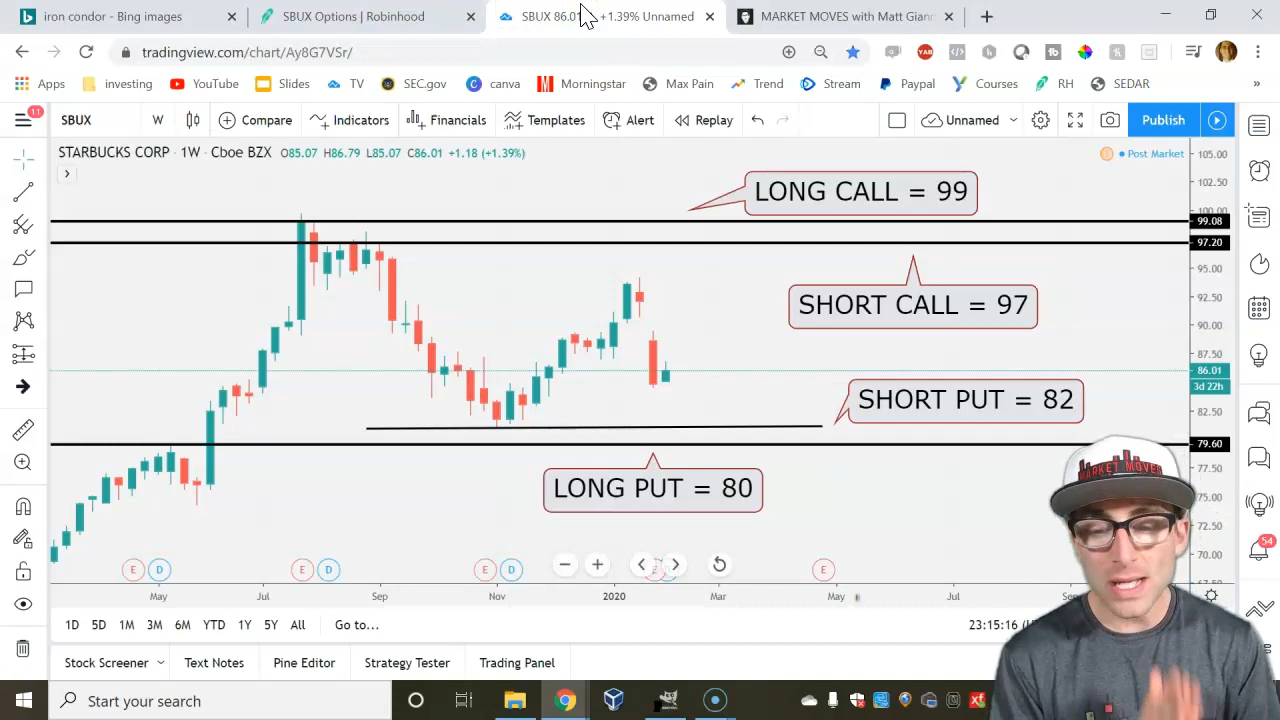 iron condor - Bing images
SBUX Options | Robinhood
SBUX 86.01 +1.39% Unnamed
MARKET MOVES with Matt Giann
tradingview.com/chart/Ay8G7VSr/
Apps investing YouTube Slides TV SEC.gov canva Morningstar Max Pain Trend Stream Paypal Courses RH SEDAR »
11
SBUX W Compare Indicators Financials Templates Alert Replay Unnamed Publish
STARBUCKS CORP · 1W · Cboe BZX O85.07 H86.79 L85.07 C86.01 +1.18 (+1.39%)
Post Market
105.00
102.50
100.00
99.08
97.20
95.00
92.50
90.00
87.50
86.01
3d 22h
82.50
79.60
77.50
75.00
72.50
70.00
LONG CALL = 99
SHORT CALL = 97
SHORT PUT = 82
LONG PUT = 80
MARKET MOVES
54
E D E D E D E E
May Jul Sep Nov 2020 Mar May Jul
1D 5D 1M 3M 6M YTD 1Y 5Y All Go to...
23:15:16
Stock Screener Text Notes Pine Editor Strategy Tester Trading Panel
Start your search